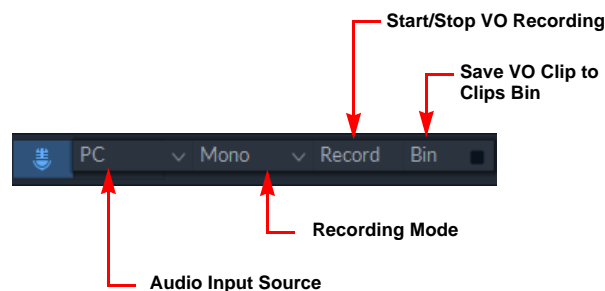 Start/Stop VO Recording
Save VO Clip to
Clips Bin
PC
Mono
Record
Bin
Recording Mode
Audio Input Source